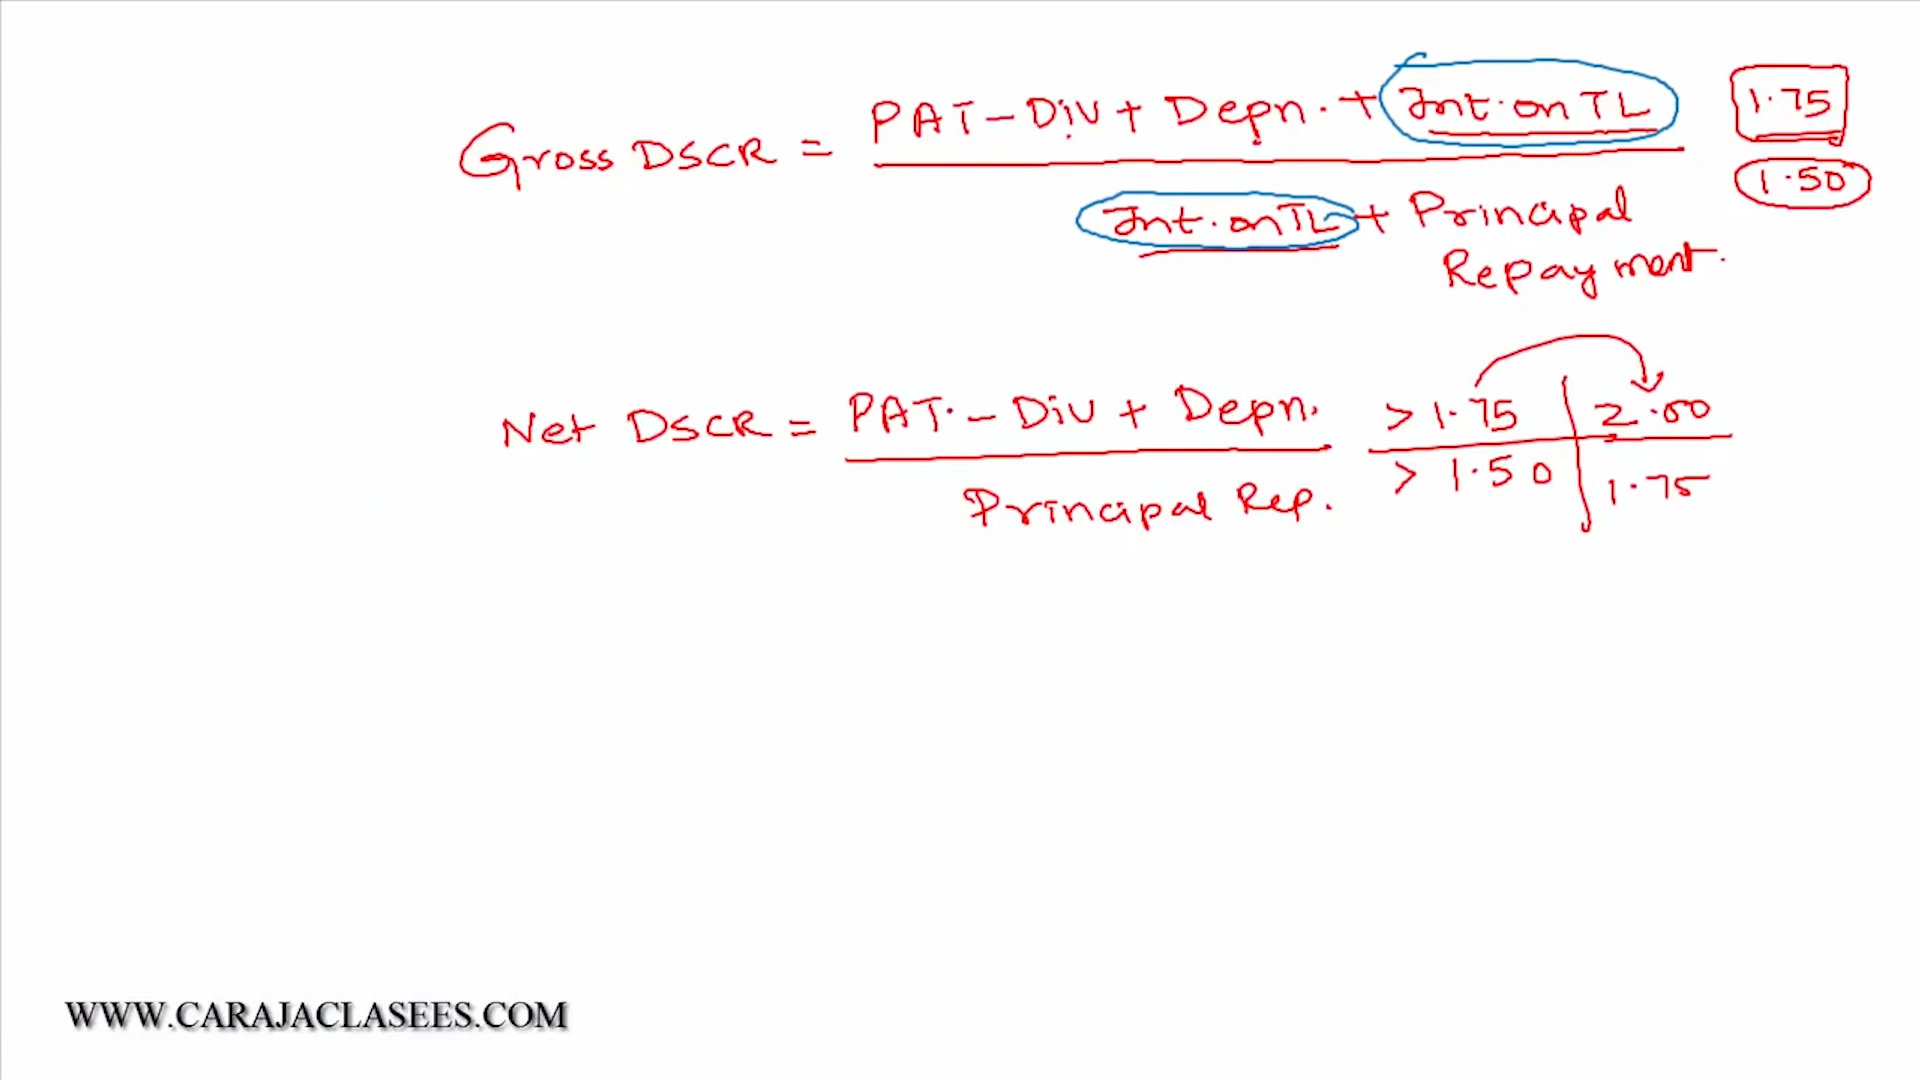 Gross DSCR = PAT - Div + Depn. + Int. on TL 1.75
Int. on TL + Principal 1.50
Repayment.
Net DSCR = PAT. - Div + Depn. > 1.75 2.00
Principal Rep. > 1.50 1.75
WWW.CARAJACLASEES.COM